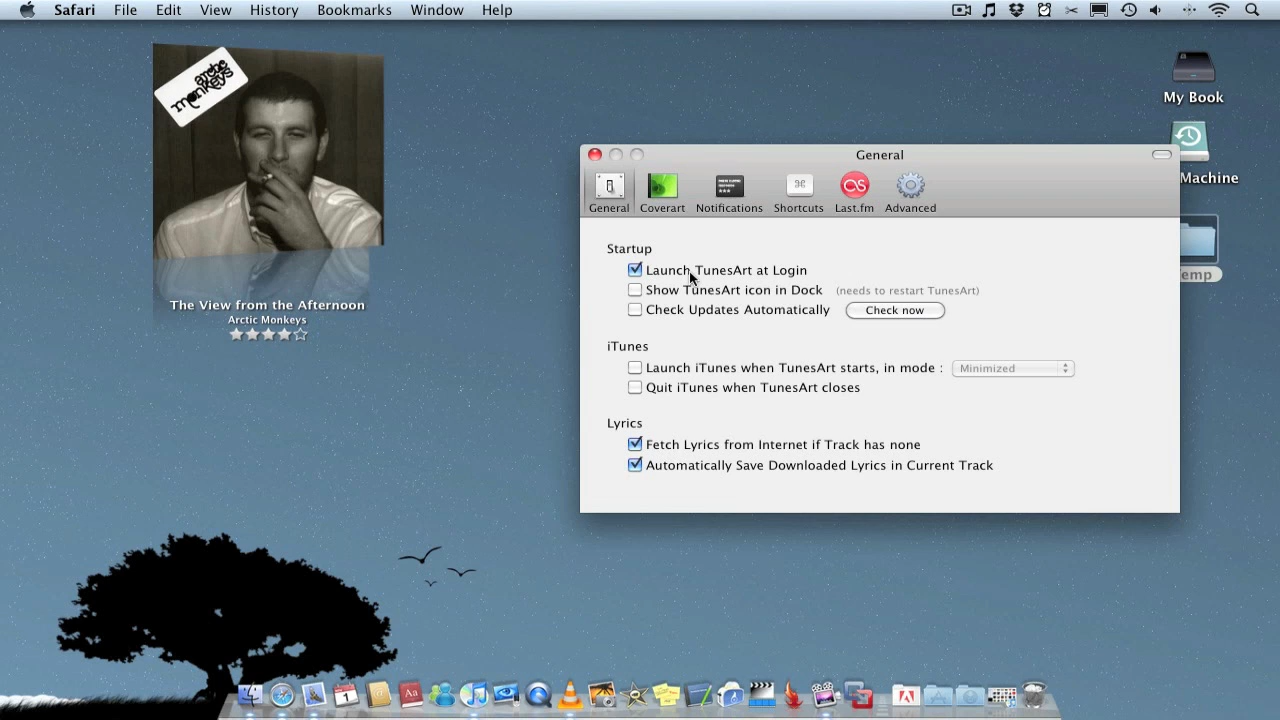 Safari File Edit View History Bookmarks Window Help
arctic monkeys
My Book
Machine
General
General Coverart Notifications Shortcuts Last.fm Advanced
Startup
Launch TunesArt at Login
Show TunesArt icon in Dock (needs to restart TunesArt)
Check Updates Automatically Check now
emp
The View from the Afternoon
Arctic Monkeys
iTunes
Launch iTunes when TunesArt starts, in mode : Minimized
Quit iTunes when TunesArt closes
Lyrics
Fetch Lyrics from Internet if Track has none
Automatically Save Downloaded Lyrics in Current Track
1
Aa